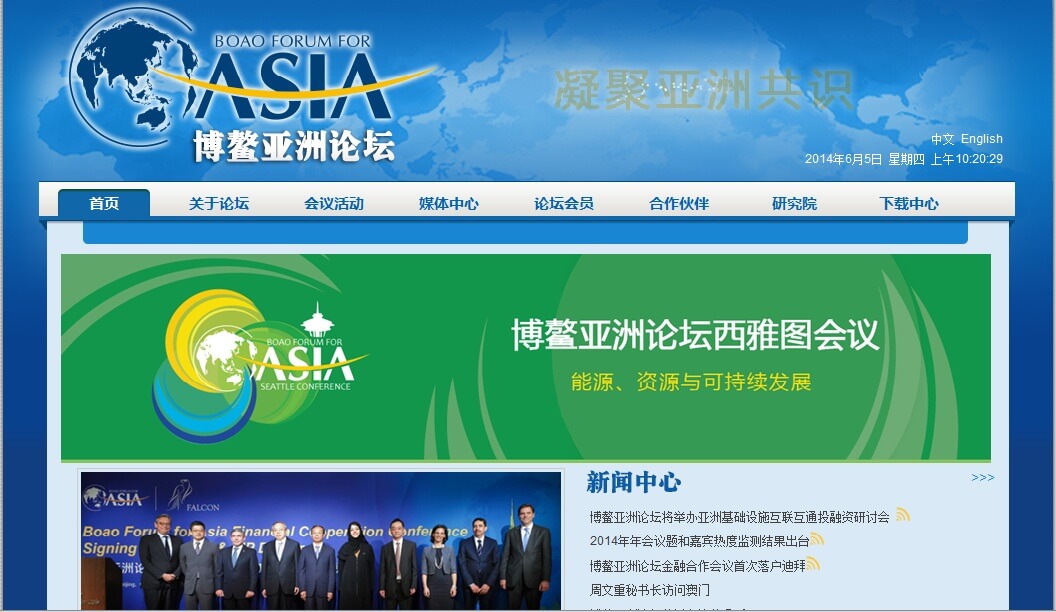 BOAO FORUM FOR
ASIA
博鳌亚洲论坛
凝聚亚洲共识
中文 English
2014年6月5日 星期四 上午10:20:29
首页 关于论坛 会议活动 媒体中心 论坛会员 合作伙伴 研究院 下载中心
BOAO FORUM FOR
ASIA
SEATTLE CONFERENCE
博鳌亚洲论坛西雅图会议
能源、资源与可持续发展
ASIA FALCON
Boao Forum for Asia Financial Cooperation Conference
Signing
新闻中心 >>>
博鳌亚洲论坛将举办亚洲基础设施互联互通投融资研讨会
2014年年会议题和嘉宾热度监测结果出台
博鳌亚洲论坛金融合作会议首次落户迪拜
周文重秘书长访问澳门